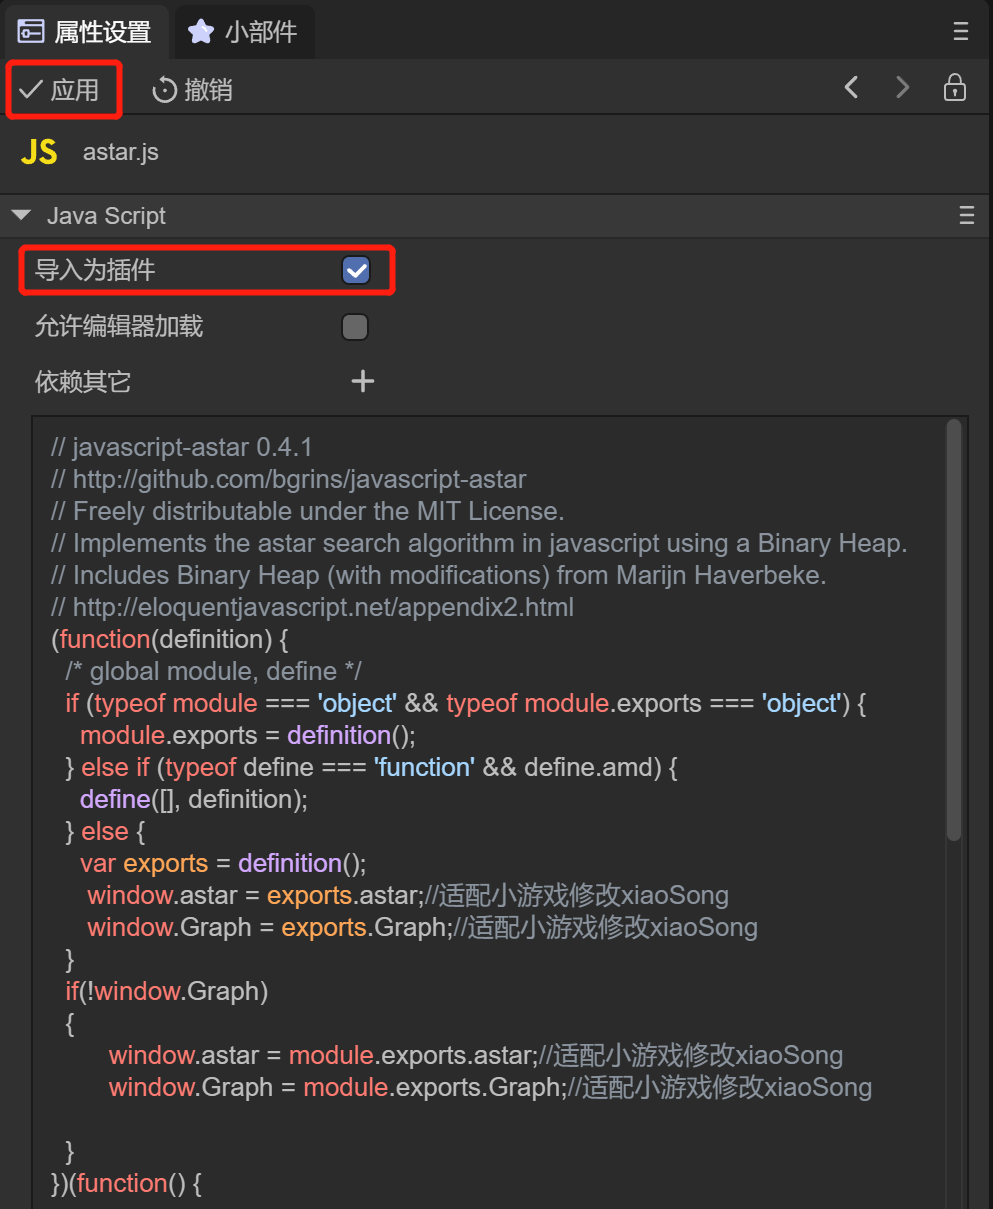 属性设置 小部件
应用 撤销
JS astar.js
Java Script
导入为插件
允许编辑器加载
依赖其它
// javascript-astar 0.4.1
// http://github.com/bgrins/javascript-astar
// Freely distributable under the MIT License.
// Implements the astar search algorithm in javascript using a Binary Heap.
// Includes Binary Heap (with modifications) from Marijn Haverbeke.
// http://eloquentjavascript.net/appendix2.html
(function(definition) {
/* global module, define */
if (typeof module === 'object' && typeof module.exports === 'object') {
module.exports = definition();
} else if (typeof define === 'function' && define.amd) {
define([], definition);
} else {
var exports = definition();
window.astar = exports.astar;//适配小游戏修改xiaoSong
window.Graph = exports.Graph;//适配小游戏修改xiaoSong
}
if(!window.Graph)
{
window.astar = module.exports.astar;//适配小游戏修改xiaoSong
window.Graph = module.exports.Graph;//适配小游戏修改xiaoSong
}
})(function() {